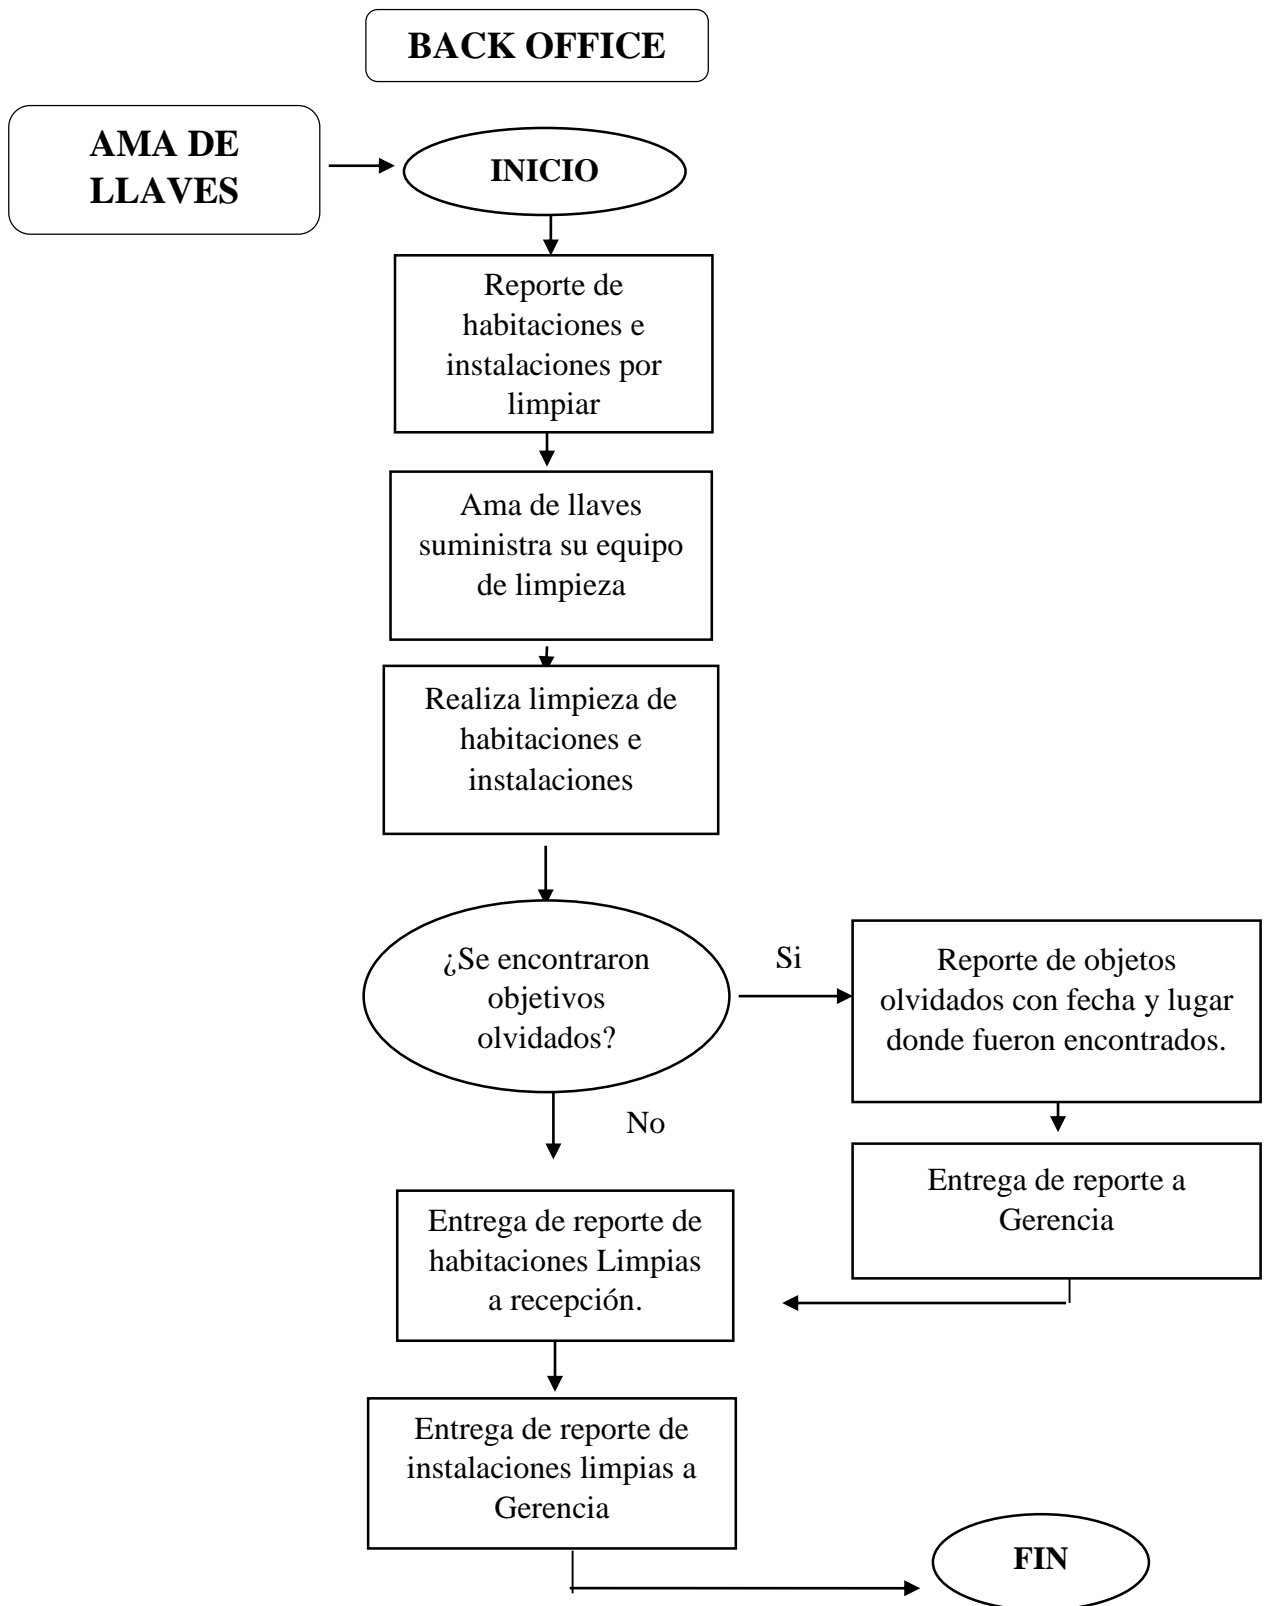 BACK OFFICE
AMA DE
LLAVES
INICIO
Reporte de
habitaciones e
instalaciones por
limpiar
Ama de llaves
suministra su equipo
de limpieza
Realiza limpieza de
habitaciones e
instalaciones
¿Se encontraron
objetivos
olvidados?
Si
Reporte de objetos
olvidados con fecha y lugar
donde fueron encontrados.
No
Entrega de reporte a
Gerencia
Entrega de reporte de
habitaciones Limpias
a recepción.
Entrega de reporte de
instalaciones limpias a
Gerencia
FIN